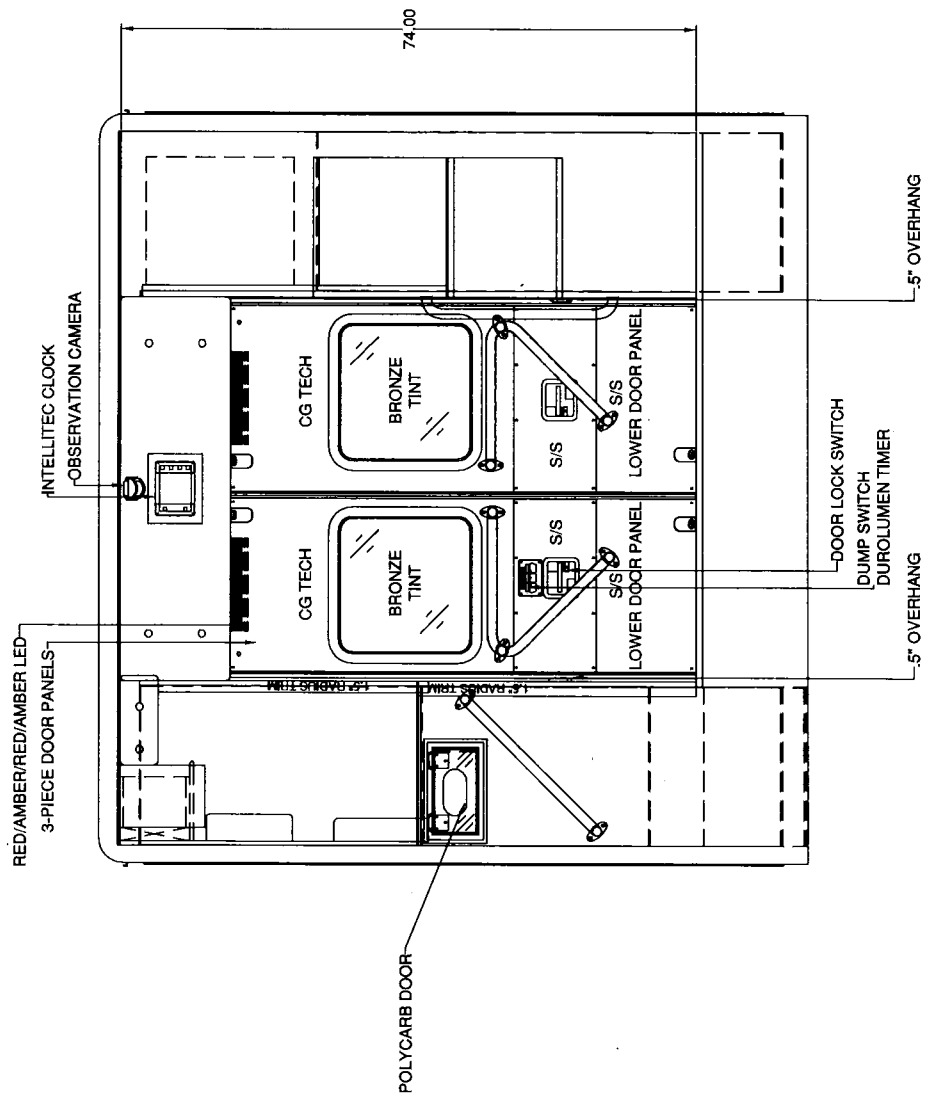 INTELLITEC CLOCK
OBSERVATION CAMERA
RED/AMBER/RED/AMBER LED
3-PIECE DOOR PANELS
74.00
CG TECH
CG TECH
BRONZE
TINT
BRONZE
TINT
1.5" RADIUS TRIM
1.5" RADIUS TRIM
S/S
S/S
S/S
LOWER DOOR PANEL
S/S
LOWER DOOR PANEL
POLYCARB DOOR
DOOR LOCK SWITCH
DUMP SWITCH
DUROLUMEN TIMER
.5" OVERHANG
.5" OVERHANG